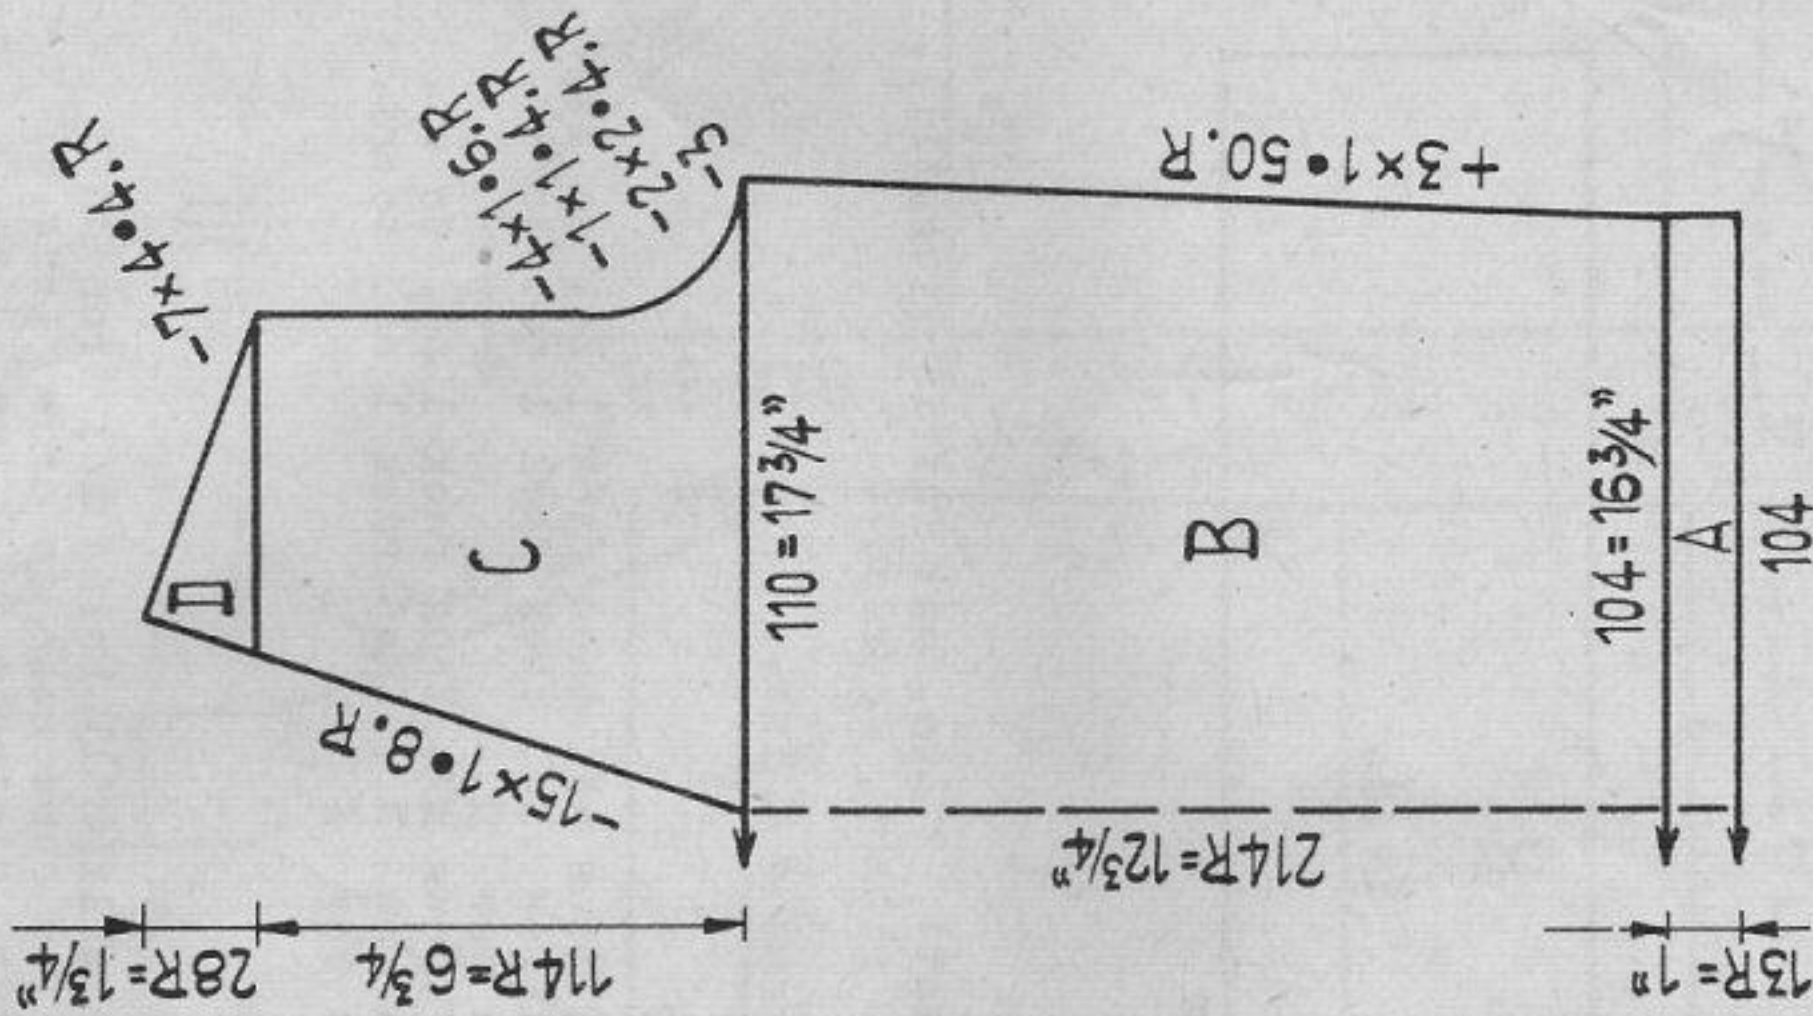 -7×4•4.R
-4×1•6.R
-1×1•4.R
-2×2•4.R
-3
D
C
-15×1•8.R
+3×1•50.R
110=17¾"
B
104=16¾"
A
104
214R=12¾"
28R=1¾"
114R=6¾
13R=1"